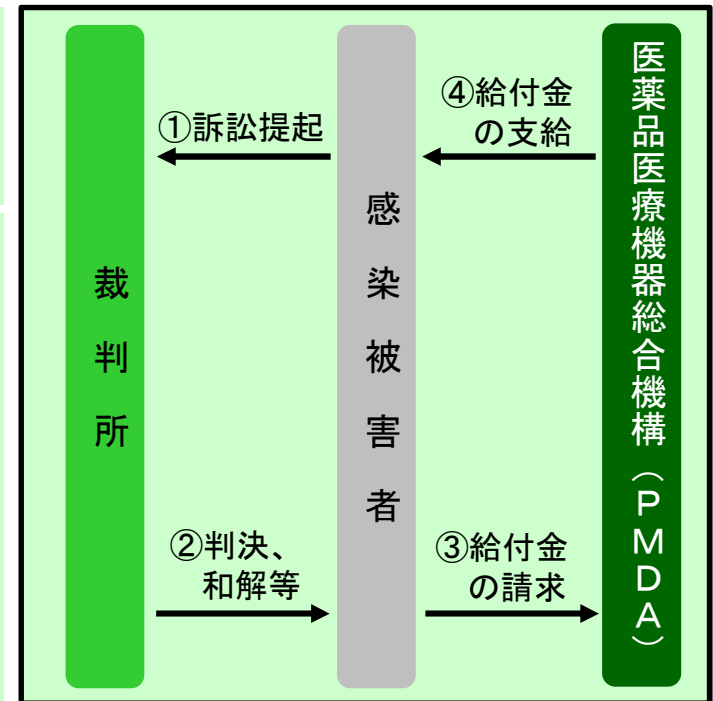 裁判所
①訴訟提起
②判決、
和解等
感染被害者
④給付金
の支給
③給付金
の請求
医薬品医療機器総合機構（ＰＭＤＡ）